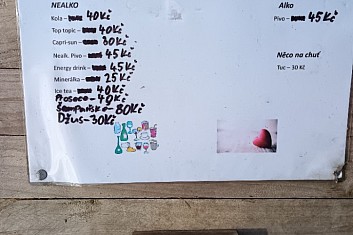 NEALKO
Kola – 40Kč
Top topic – 40Kč
Capri-sun – 30Kč
Nealk. Pivo – 45Kč
Energy drink – 45Kč
Minerálka – 25Kč
Ice tea – 40Kč
Prosecco – 40Kč
Šampaňsko – 80Kč
Džus – 30Kč
Alko
Pivo – 45Kč
Něco na chuť
Tuc – 30 Kč